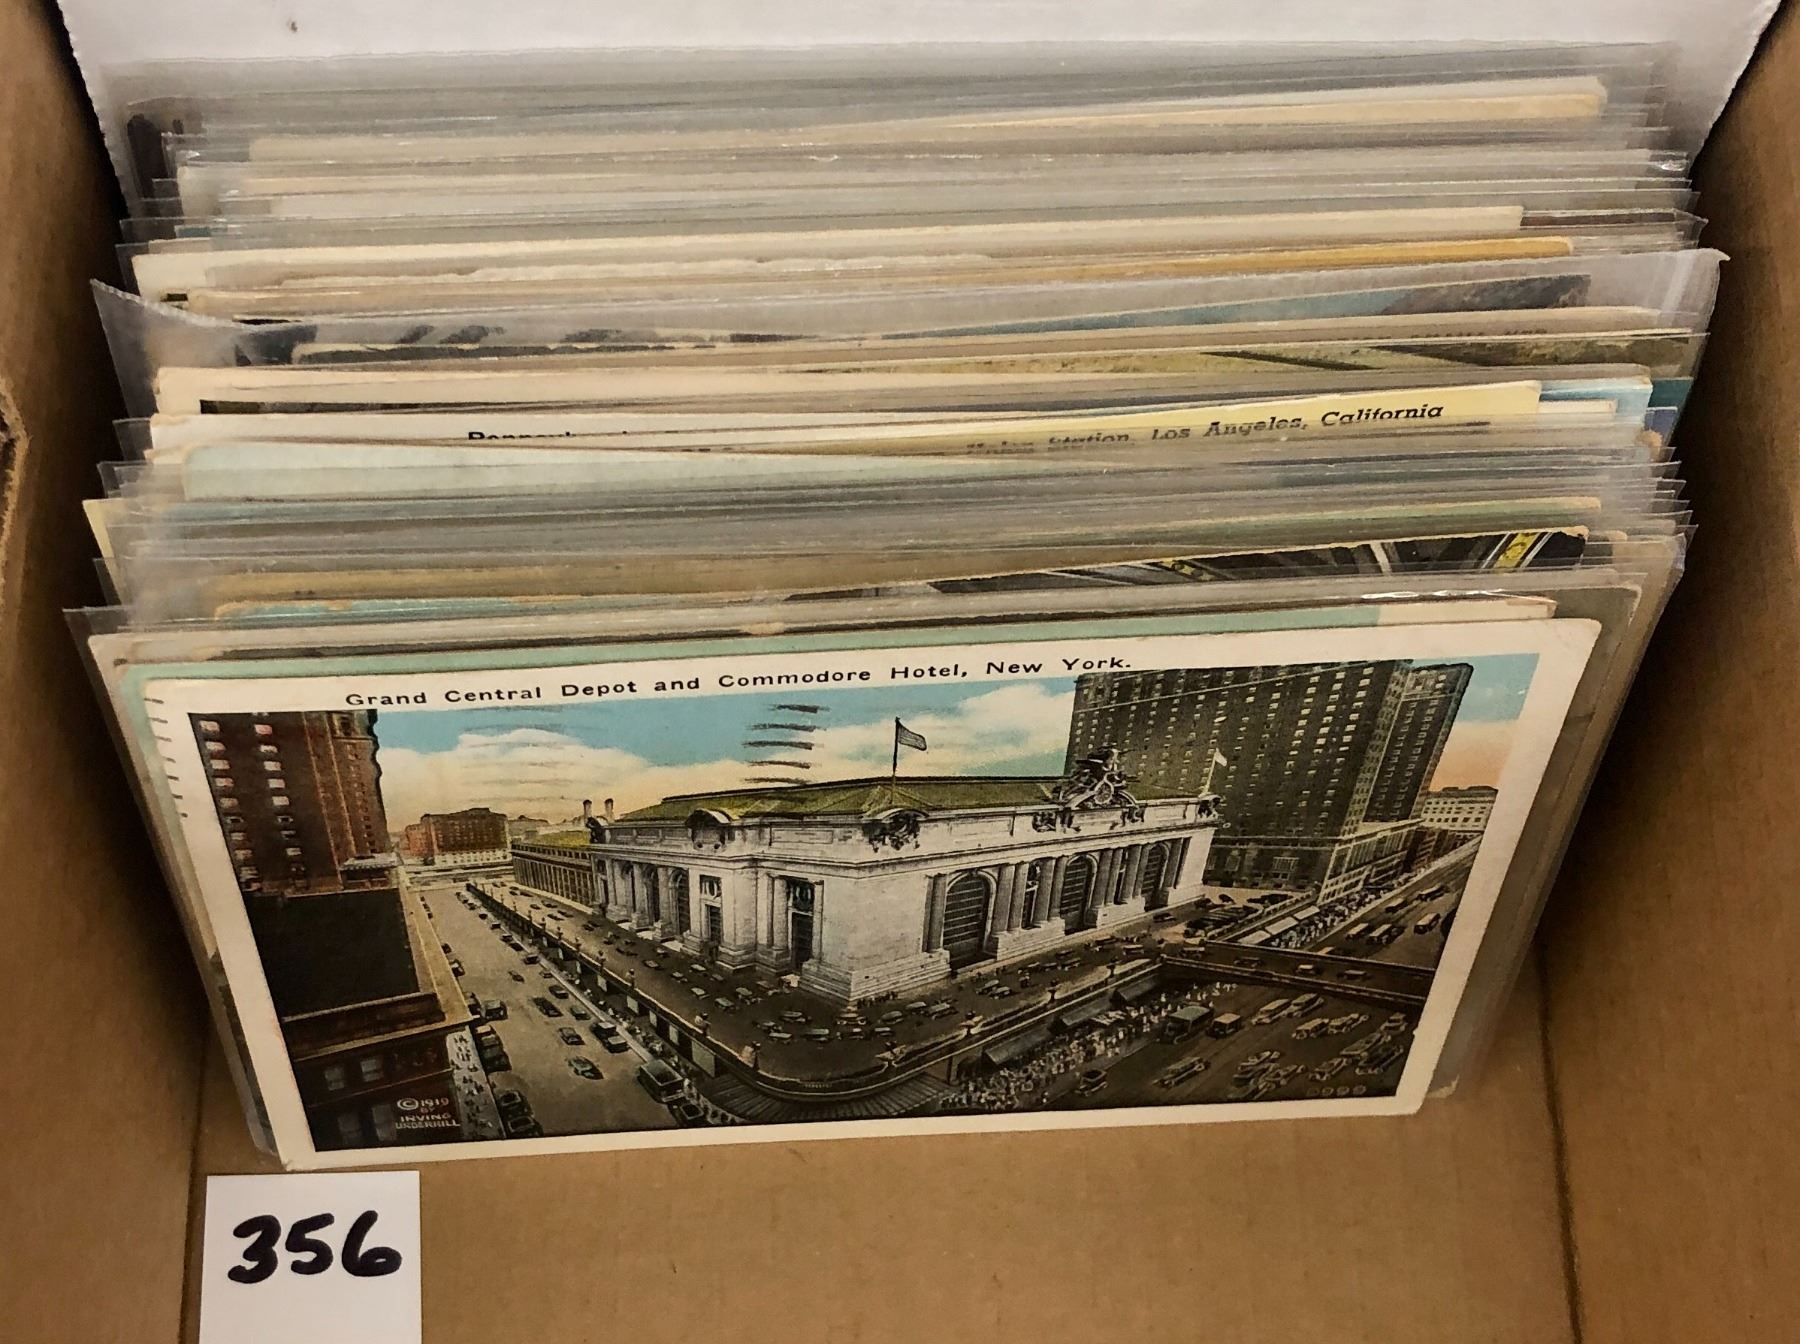 Los Angeles, California
Station,
Grand Central Depot and Commodore Hotel, New York.
©1919
BY
IRVING
UNDERHILL
356